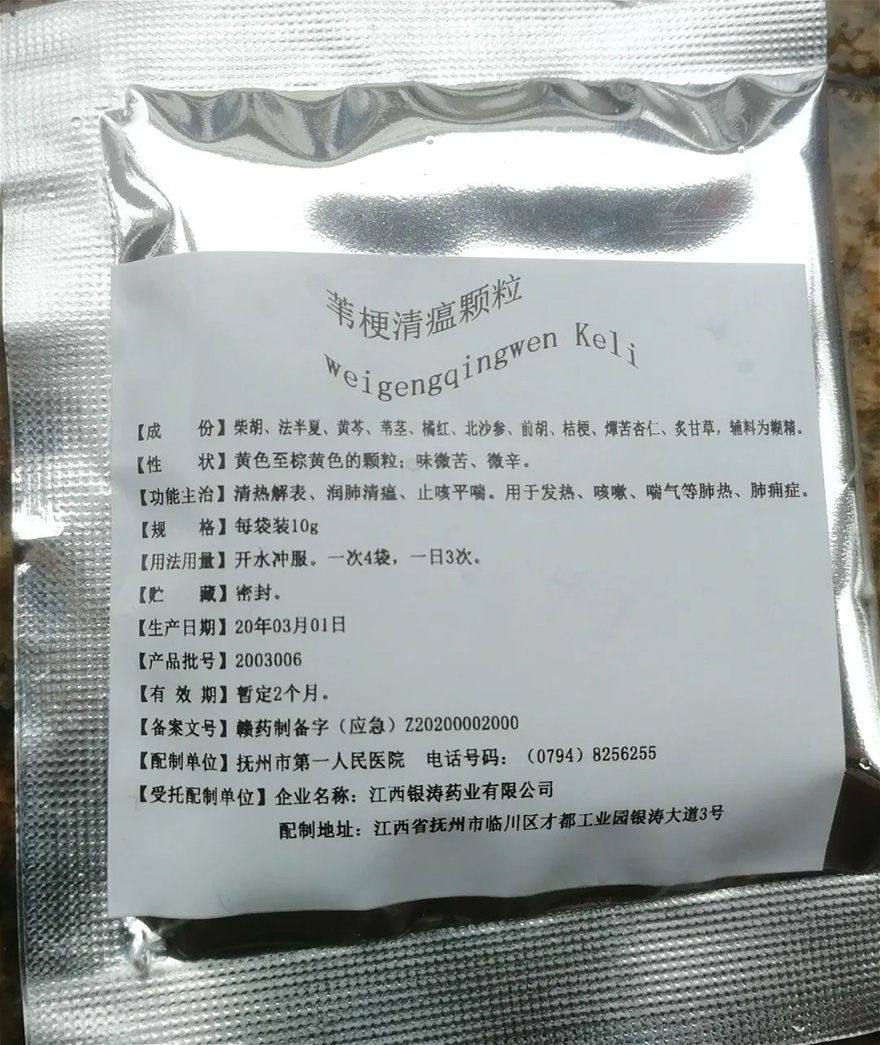 苇梗清瘟颗粒
weigengqingwen Keli
【成　　份】柴胡、法半夏、黄芩、苇茎、橘红、北沙参、前胡、桔梗、燀苦杏仁、炙甘草，辅料为糊精。
【性　　状】黄色至棕黄色的颗粒；味微苦、微辛。
【功能主治】清热解表、润肺清瘟、止咳平喘。用于发热、咳嗽、喘气等肺热、肺痈症。
【规　　格】每袋装10g
【用法用量】开水冲服。一次4袋，一日3次。
【贮　　藏】密封。
【生产日期】20年03月01日
【产品批号】2003006
【有 效 期】暂定2个月。
【备案文号】赣药制备字（应急）Z20200002000
【配制单位】抚州市第一人民医院　电话号码：（0794）8256255
【受托配制单位】企业名称：江西银涛药业有限公司
配制地址：江西省抚州市临川区才都工业园银涛大道3号